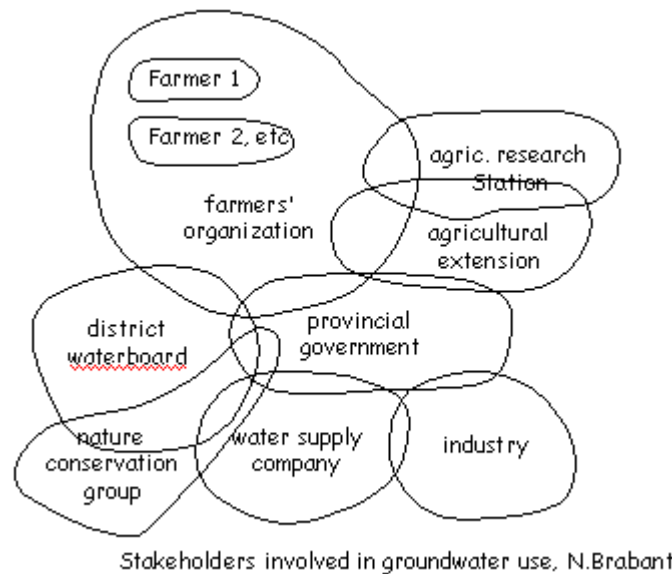 Farmer 1
Farmer 2, etc
farmers'
organization
agric. research
Station
agricultural
extension
district
waterboard
provincial
government
nature
conservation
group
water supply
company
industry
Stakeholders involved in groundwater use, N.Brabant